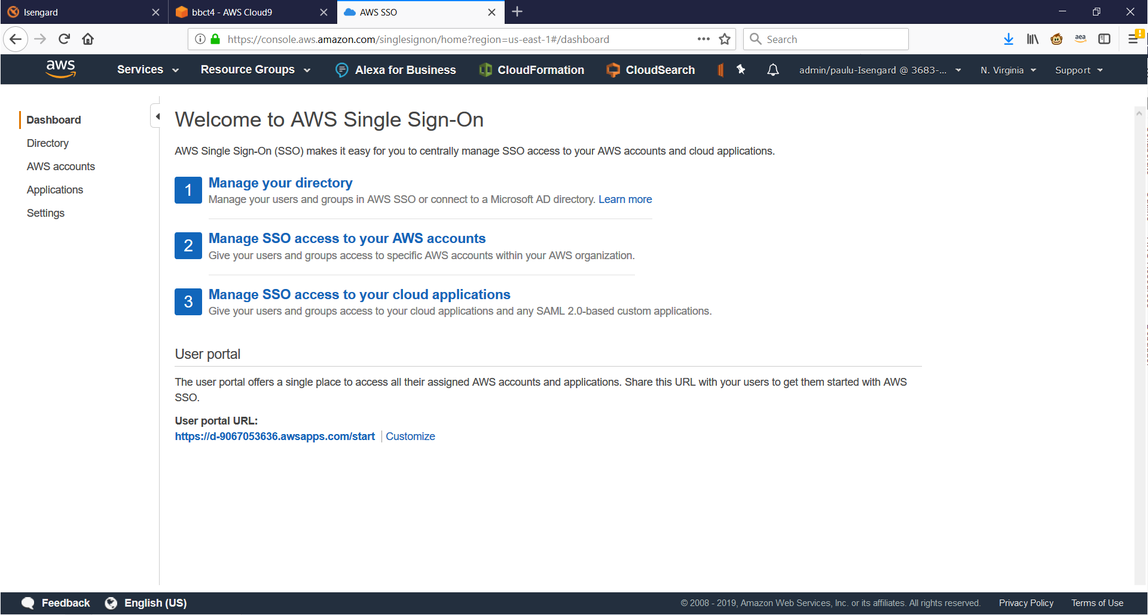 Isengard
bbct4 - AWS Cloud9
AWS SSO
https://console.aws.amazon.com/singlesignon/home?region=us-east-1#/dashboard
Search
aea
aws
Services
Resource Groups
Alexa for Business
CloudFormation
CloudSearch
admin/paulu-Isengard @ 3683-...
N. Virginia
Support
Dashboard
Directory
AWS accounts
Applications
Settings
Welcome to AWS Single Sign-On
AWS Single Sign-On (SSO) makes it easy for you to centrally manage SSO access to your AWS accounts and cloud applications.
1 Manage your directory
Manage your users and groups in AWS SSO or connect to a Microsoft AD directory. Learn more
2 Manage SSO access to your AWS accounts
Give your users and groups access to specific AWS accounts within your AWS organization.
3 Manage SSO access to your cloud applications
Give your users and groups access to your cloud applications and any SAML 2.0-based custom applications.
User portal
The user portal offers a single place to access all their assigned AWS accounts and applications. Share this URL with your users to get them started with AWS
SSO.
User portal URL:
https://d-9067053636.awsapps.com/start | Customize
Feedback
English (US)
© 2008 - 2019, Amazon Web Services, Inc. or its affiliates. All rights reserved.
Privacy Policy
Terms of Use